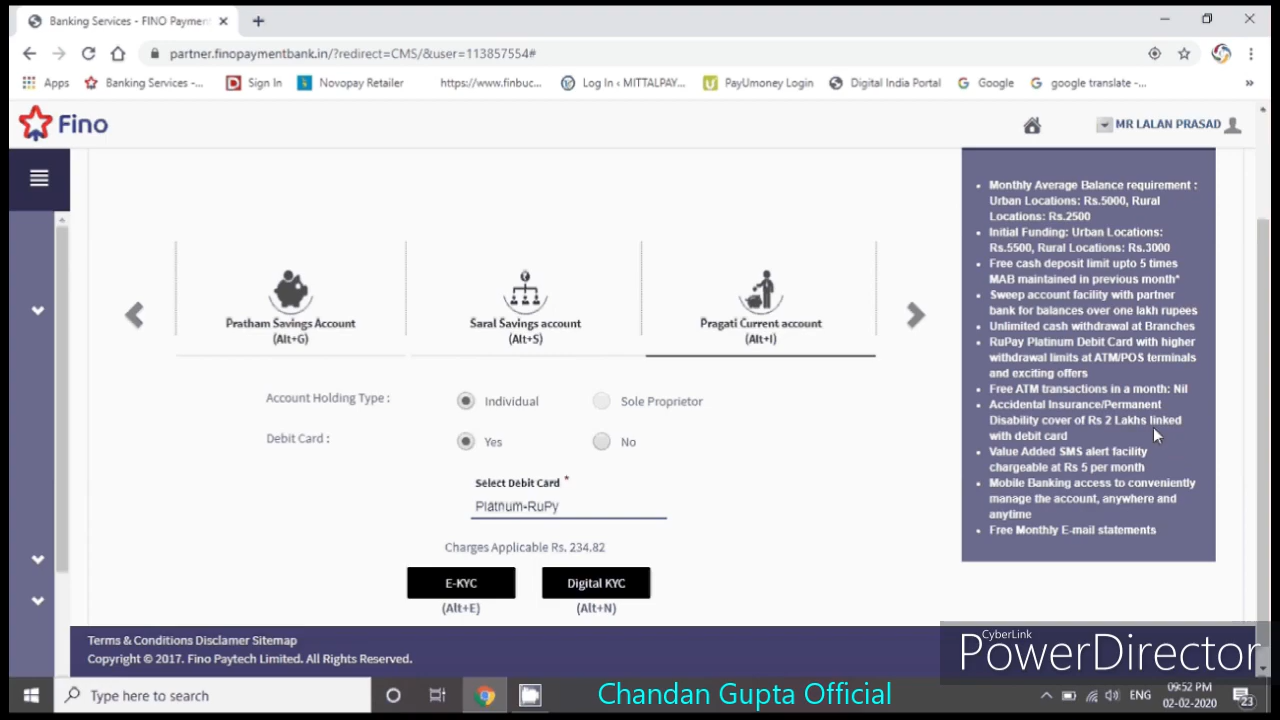 Banking Services - FINO Paymen
partner.finopaymentbank.in/?redirect=CMS/&user=113857554#
Apps Banking Services -... Sign In Novopay Retailer https://www.finbuc... Log In ‹ MITTALPAY... PayUmoney Login Digital India Portal Google google translate -... »
Fino
MR LALAN PRASAD
Pratham Savings Account
(Alt+G)
Saral Savings account
(Alt+S)
Pragati Current account
(Alt+I)
Account Holding Type :
Individual
Sole Proprietor
Debit Card :
Yes
No
Select Debit Card *
Platnum-RuPy
Charges Applicable Rs. 234.82
E-KYC
(Alt+E)
Digital KYC
(Alt+N)
• Monthly Average Balance requirement :
Urban Locations: Rs.5000, Rural
Locations: Rs.2500
• Initial Funding: Urban Locations:
Rs.5500, Rural Locations: Rs.3000
• Free cash deposit limit upto 5 times
MAB maintained in previous month*
• Sweep account facility with partner
bank for balances over one lakh rupees
• Unlimited cash withdrawal at Branches
• RuPay Platinum Debit Card with higher
withdrawal limits at ATM/POS terminals
and exciting offers
• Free ATM transactions in a month: Nil
• Accidental Insurance/Permanent
Disability cover of Rs 2 Lakhs linked
with debit card
• Value Added SMS alert facility
chargeable at Rs 5 per month
• Mobile Banking access to conveniently
manage the account, anywhere and
anytime
• Free Monthly E-mail statements
Terms & Conditions Disclamer Sitemap
Copyright © 2017. Fino Paytech Limited. All Rights Reserved.
CyberLink
PowerDirector
Type here to search
Chandan Gupta Official
ENG
09:52 PM
02-02-2020
23